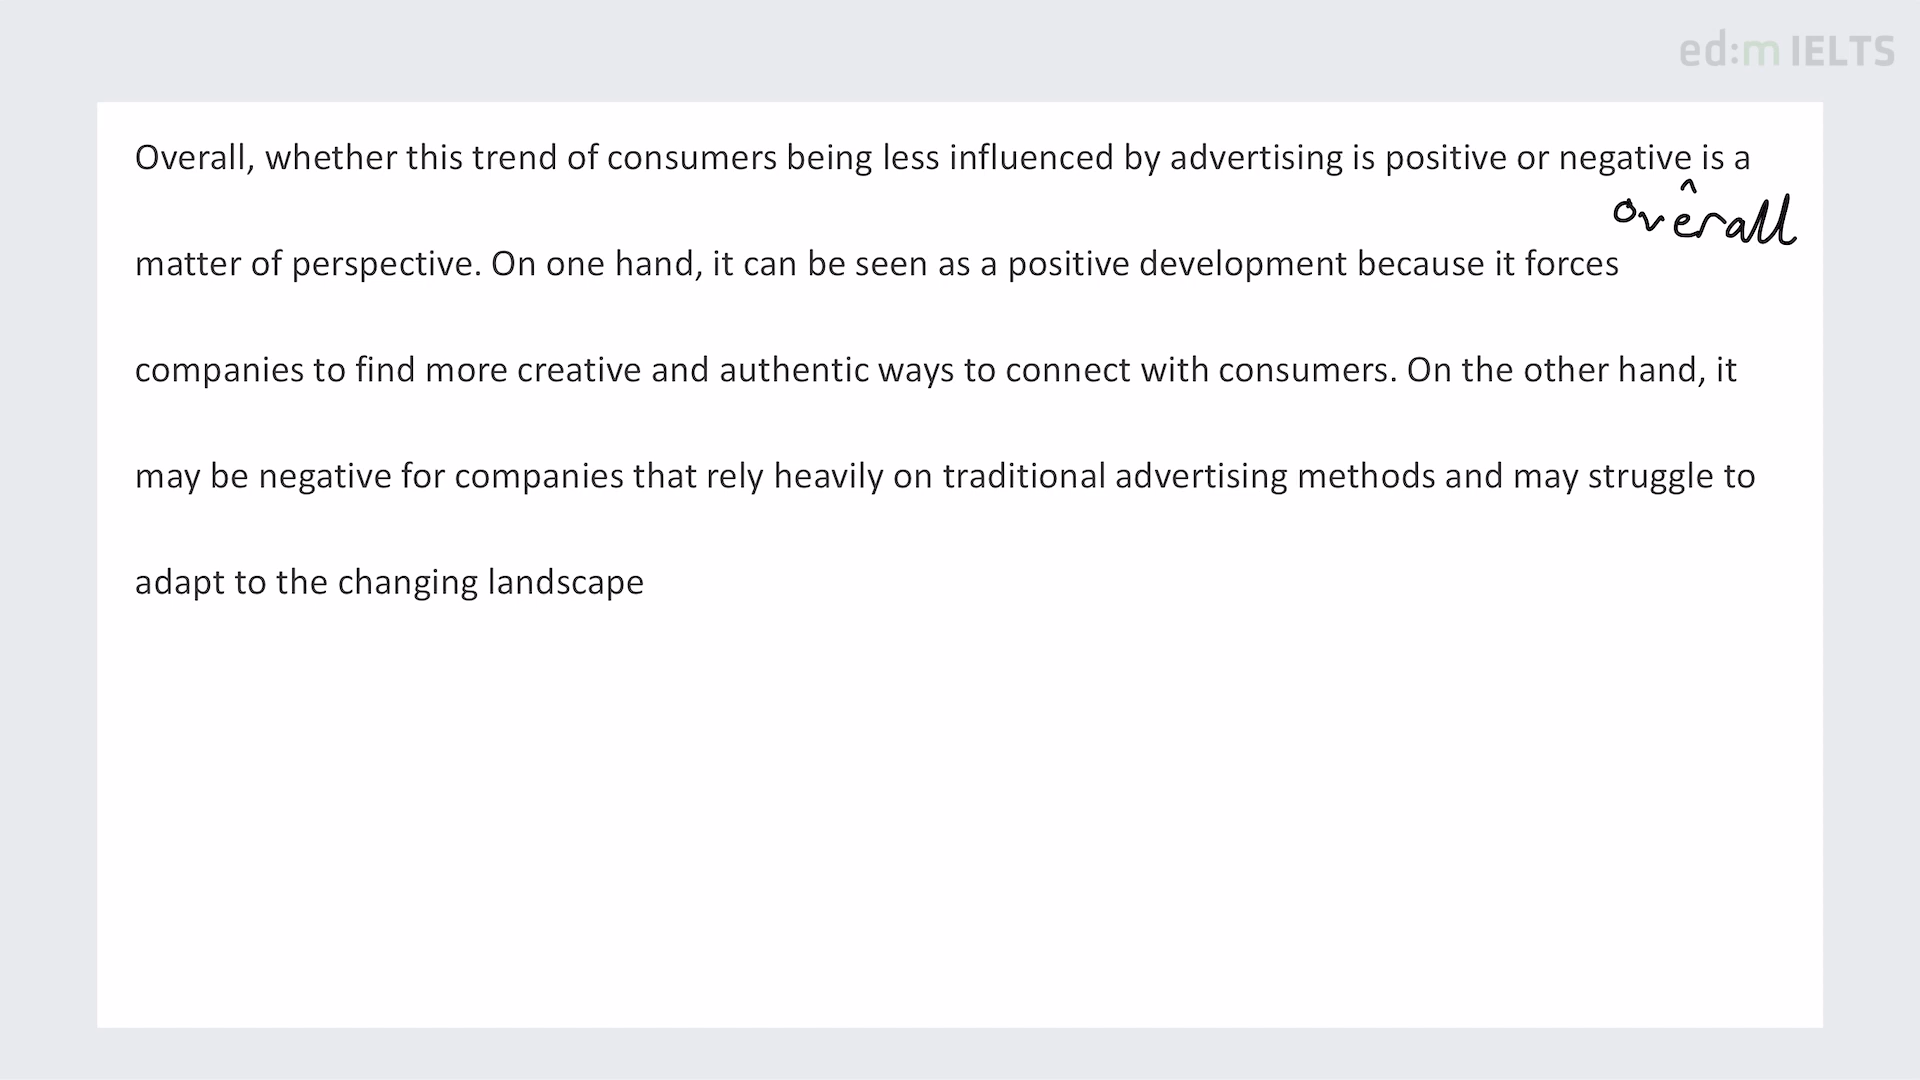 ed:m IELTS
Overall, whether this trend of consumers being less influenced by advertising is positive or negative is a
overall
matter of perspective. On one hand, it can be seen as a positive development because it forces
companies to find more creative and authentic ways to connect with consumers. On the other hand, it
may be negative for companies that rely heavily on traditional advertising methods and may struggle to
adapt to the changing landscape